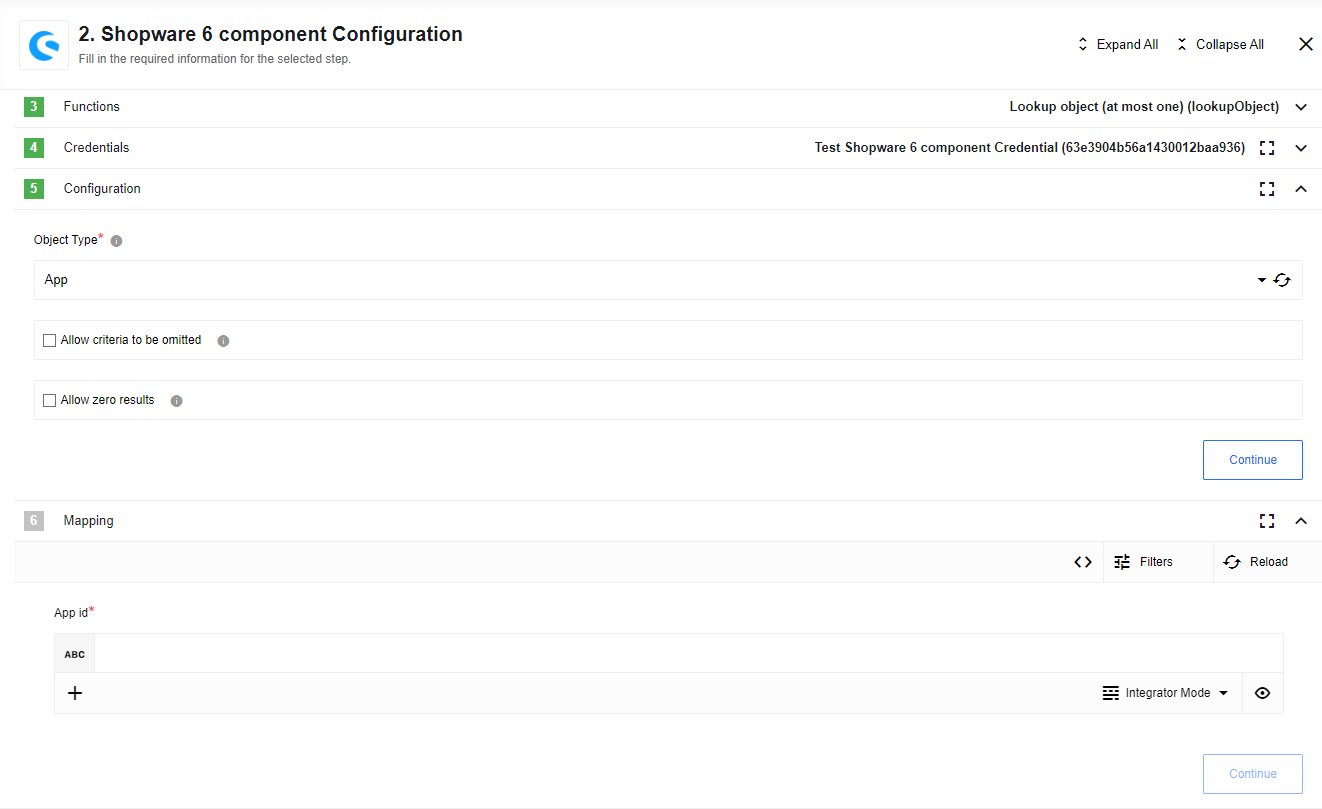 2. Shopware 6 component Configuration
Fill in the required information for the selected step.
Expand All
Collapse All
3 Functions Lookup object (at most one) (lookupObject)
4 Credentials Test Shopware 6 component Credential (63e3904b56a1430012baa936)
5 Configuration
Object Type*
App
Allow criteria to be omitted
Allow zero results
Continue
6 Mapping
Filters
Reload
App id*
ABC
Integrator Mode
Continue